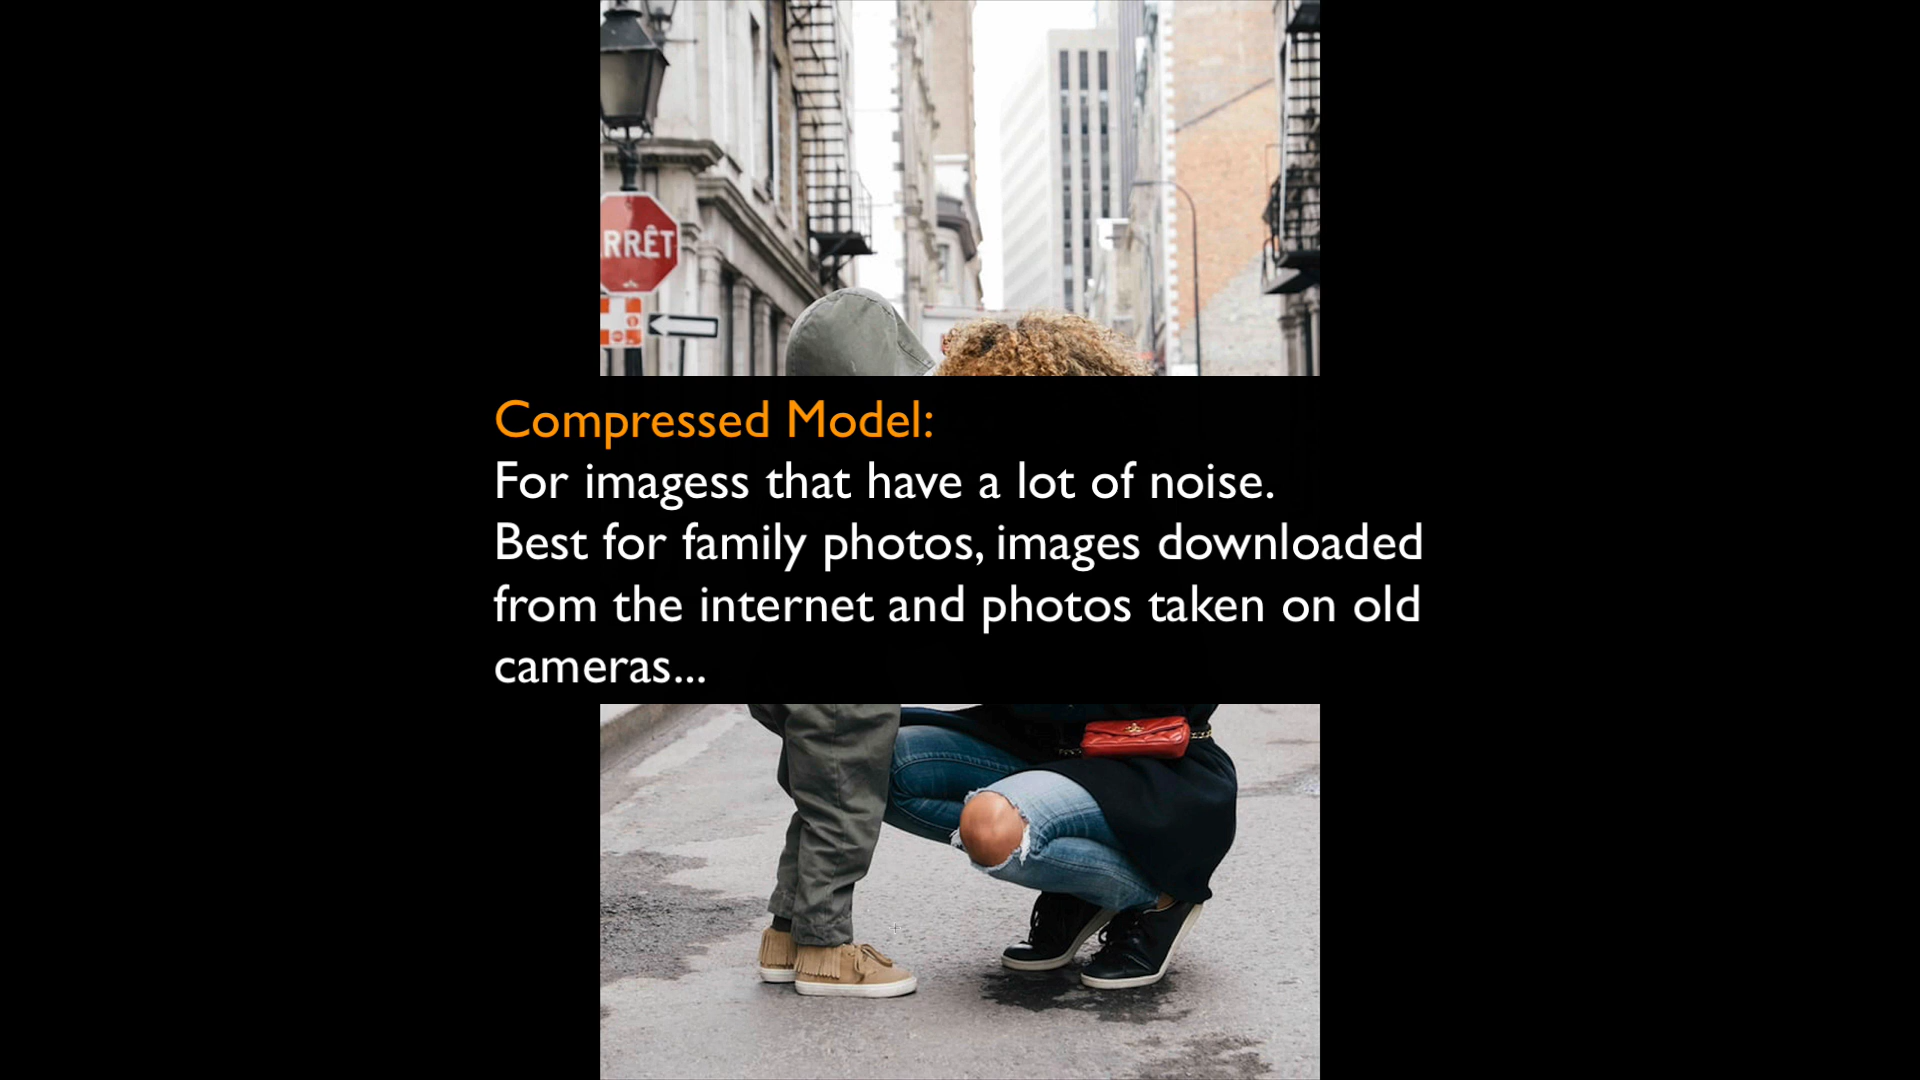 RRÊT
Compressed Model:
For imagess that have a lot of noise.
Best for family photos, images downloaded
from the internet and photos taken on old
cameras...